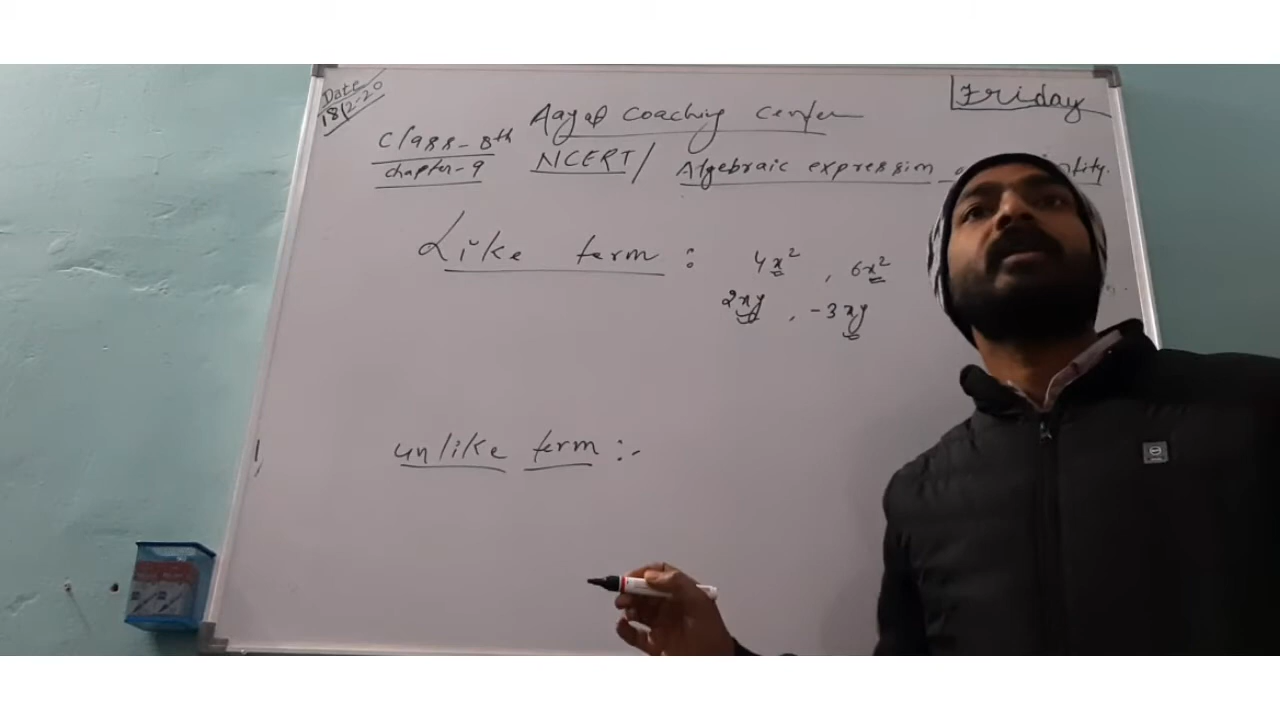 Date
18/2-20
Friday
Aayat Coaching Center
Class-8th
chapter-9
NCERT/ Algebraic expression
Like term : 4x², 6x²
2xy, -3xy
unlike term :-